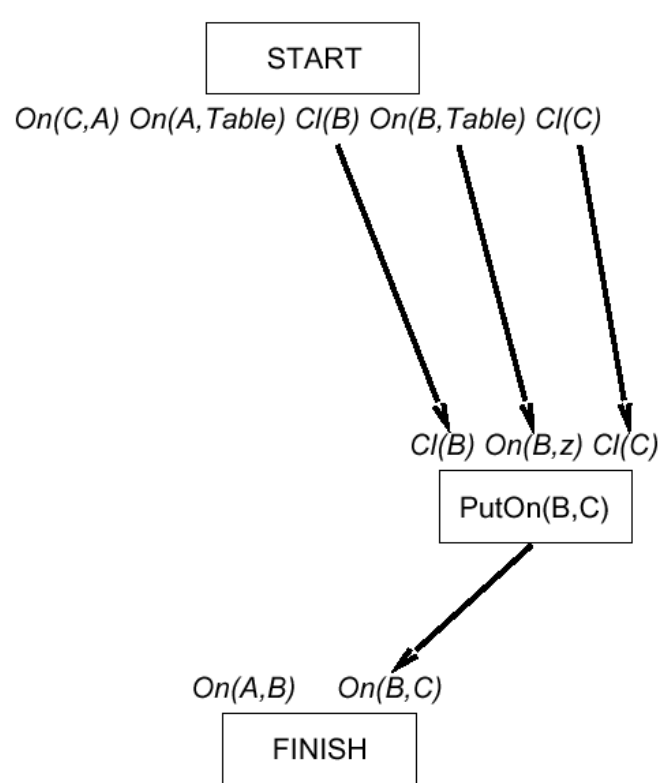 START
On(C,A) On(A,Table) Cl(B) On(B,Table) Cl(C)
Cl(B) On(B,z) Cl(C)
PutOn(B,C)
On(A,B) On(B,C)
FINISH